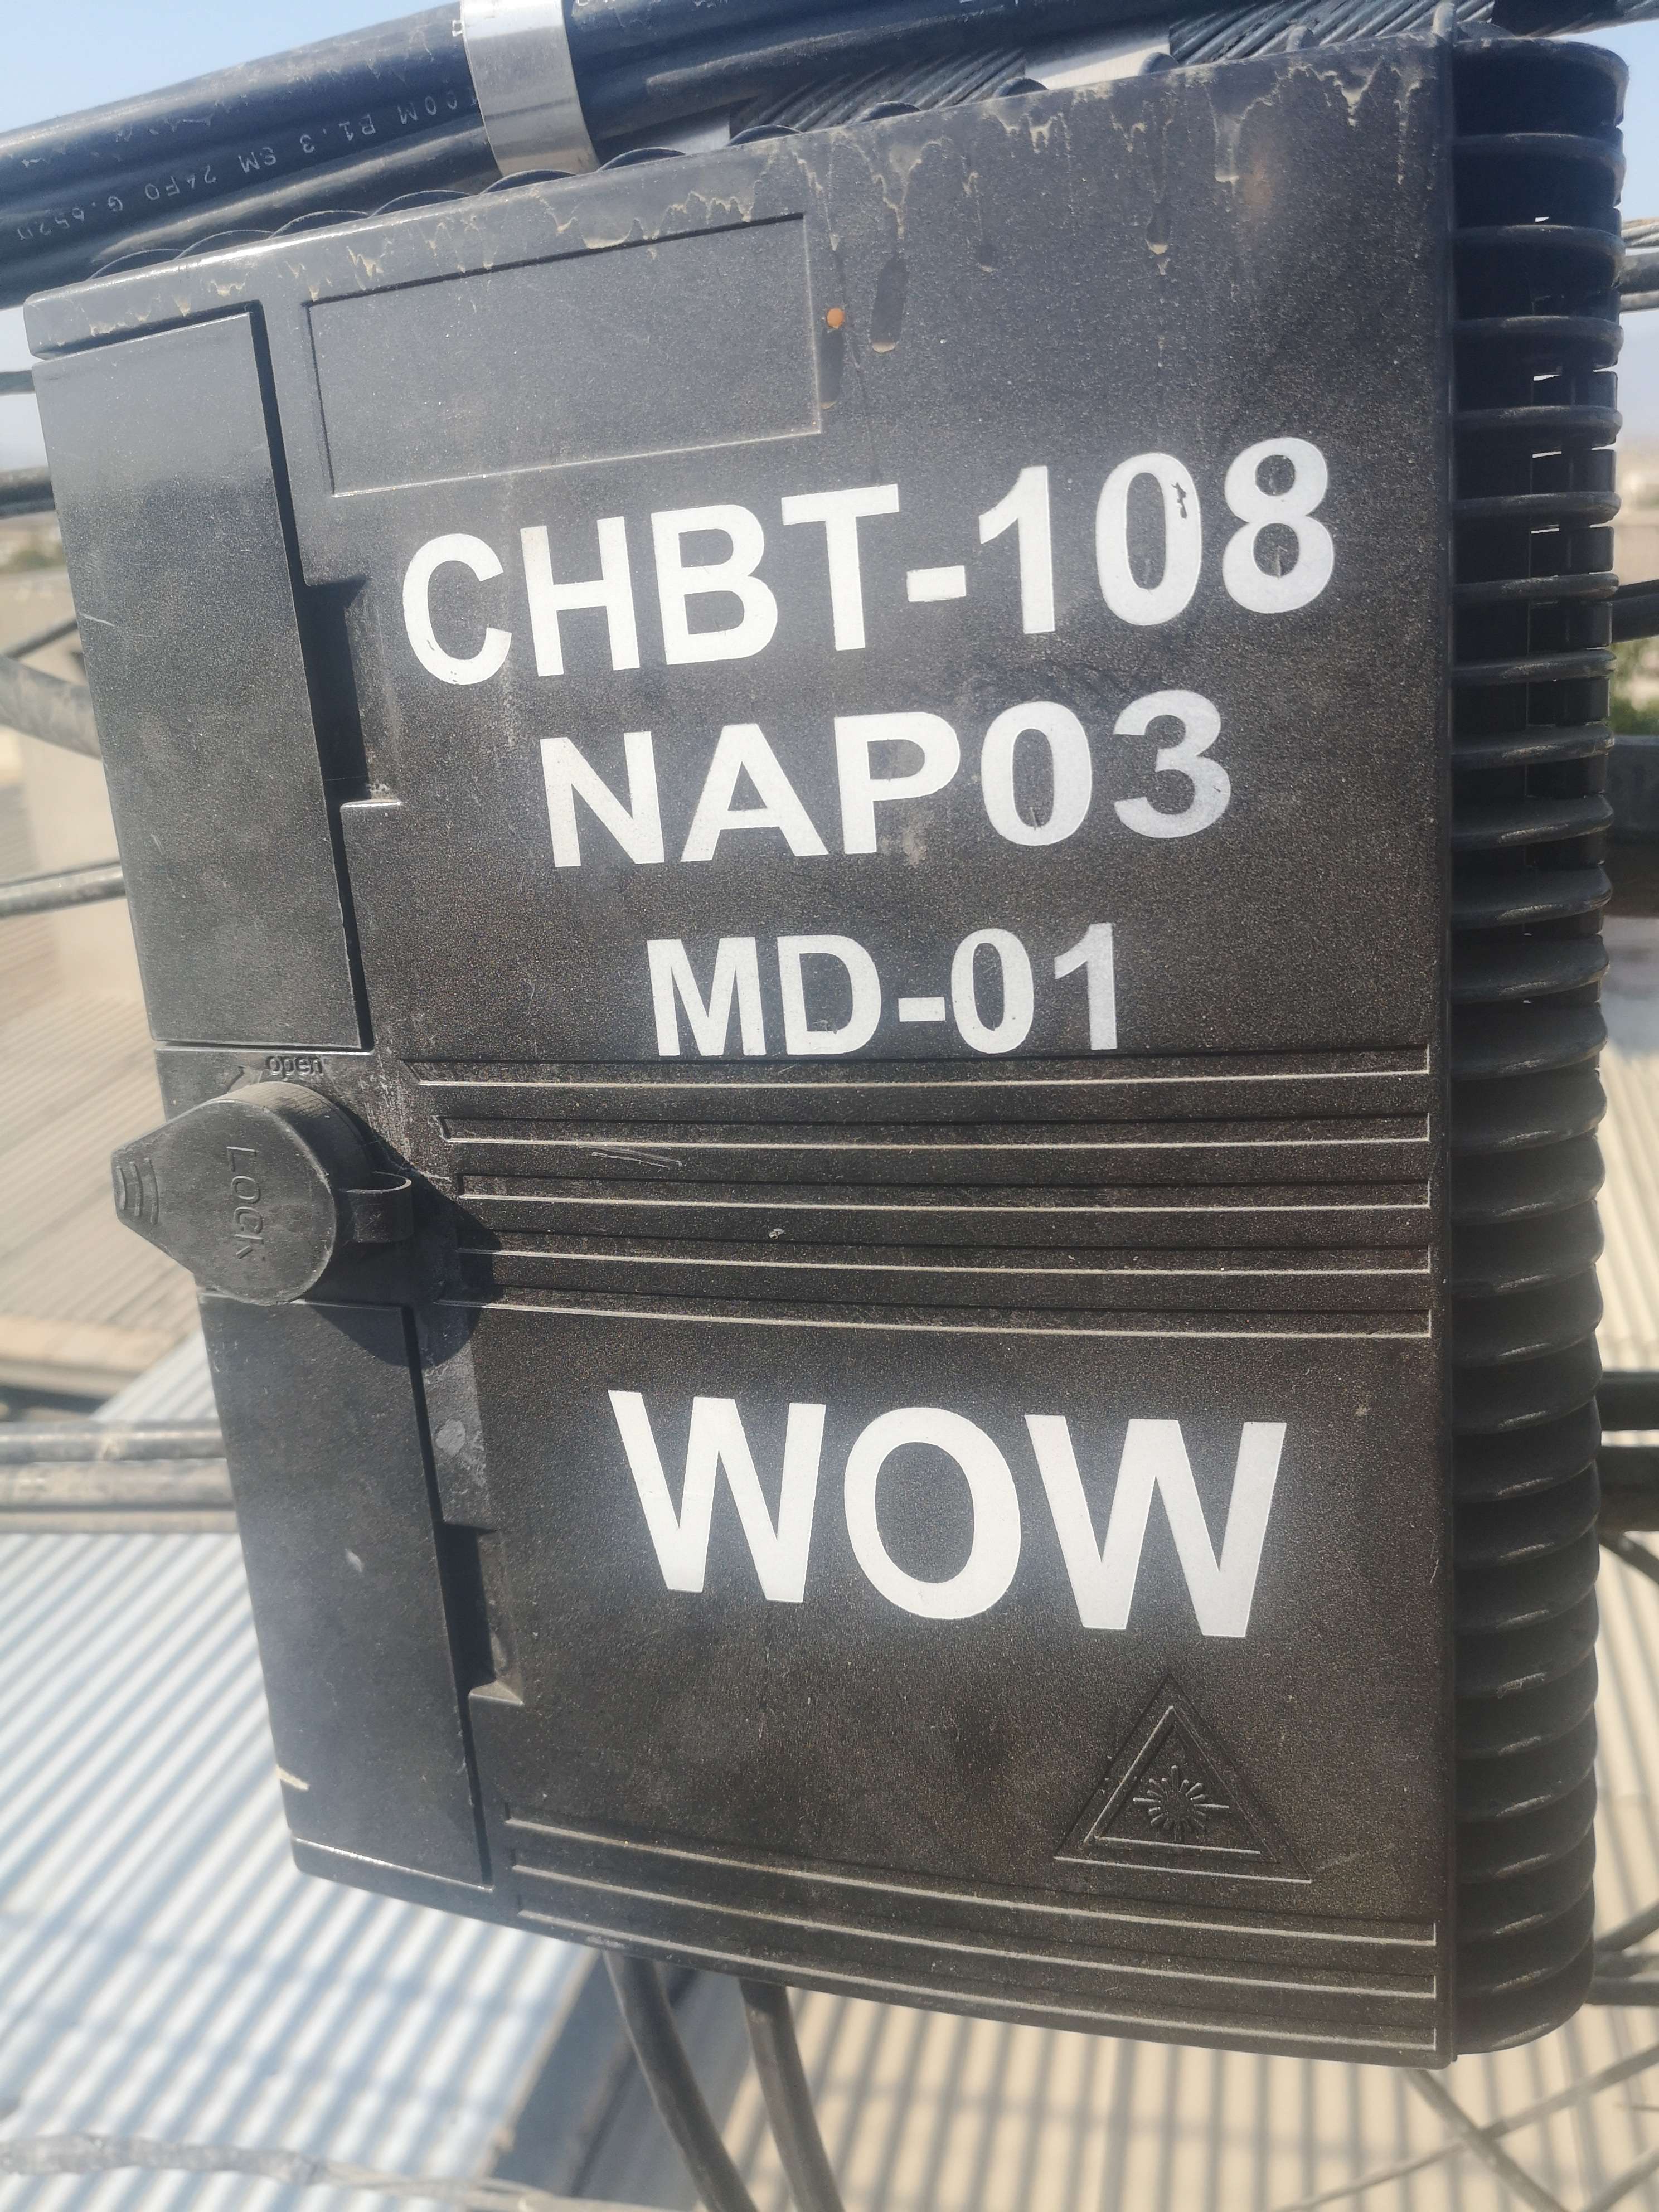 CHBT-108
NAP03
MD-01
open
LOCK
WOW